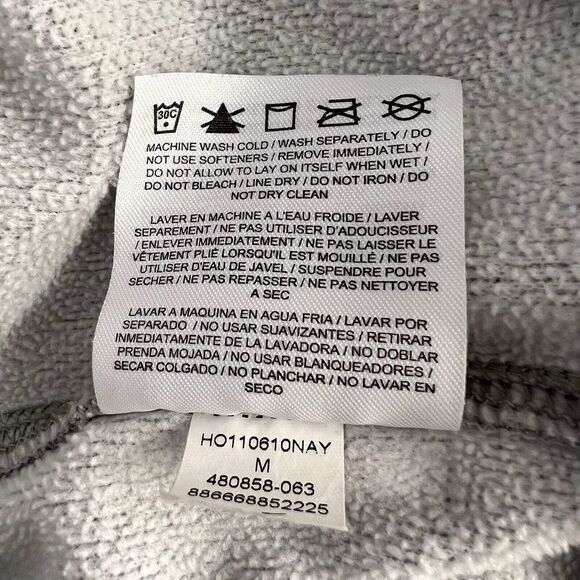 30C
MACHINE WASH COLD / WASH SEPARATELY / DO
NOT USE SOFTENERS / REMOVE IMMEDIATELY /
DO NOT ALLOW TO LAY ON ITSELF WHEN WET /
DO NOT BLEACH / LINE DRY / DO NOT IRON / DO
NOT DRY CLEAN
LAVER EN MACHINE A L'EAU FROIDE / LAVER
SEPAREMENT / NE PAS UTILISER D'ADOUCISSEUR
/ ENLEVER IMMEDIATEMENT / NE PAS LAISSER LE
VÊTEMENT PLIÉ LORSQU'IL EST MOUILLÉ / NE PAS
UTILISER D'EAU DE JAVEL / SUSPENDRE POUR
SECHER / NE PAS REPASSER / NE PAS NETTOYER
A SEC
LAVAR A MAQUINA EN AGUA FRIA / LAVAR POR
SEPARADO / NO USAR SUAVIZANTES / RETIRAR
INMEDIATAMENTE DE LA LAVADORA / NO DOBLAR
PRENDA MOJADA / NO USAR BLANQUEADORES /
SECAR COLGADO / NO PLANCHAR / NO LAVAR EN
SECO
HO110610NAY
M
480858-063
886668852225